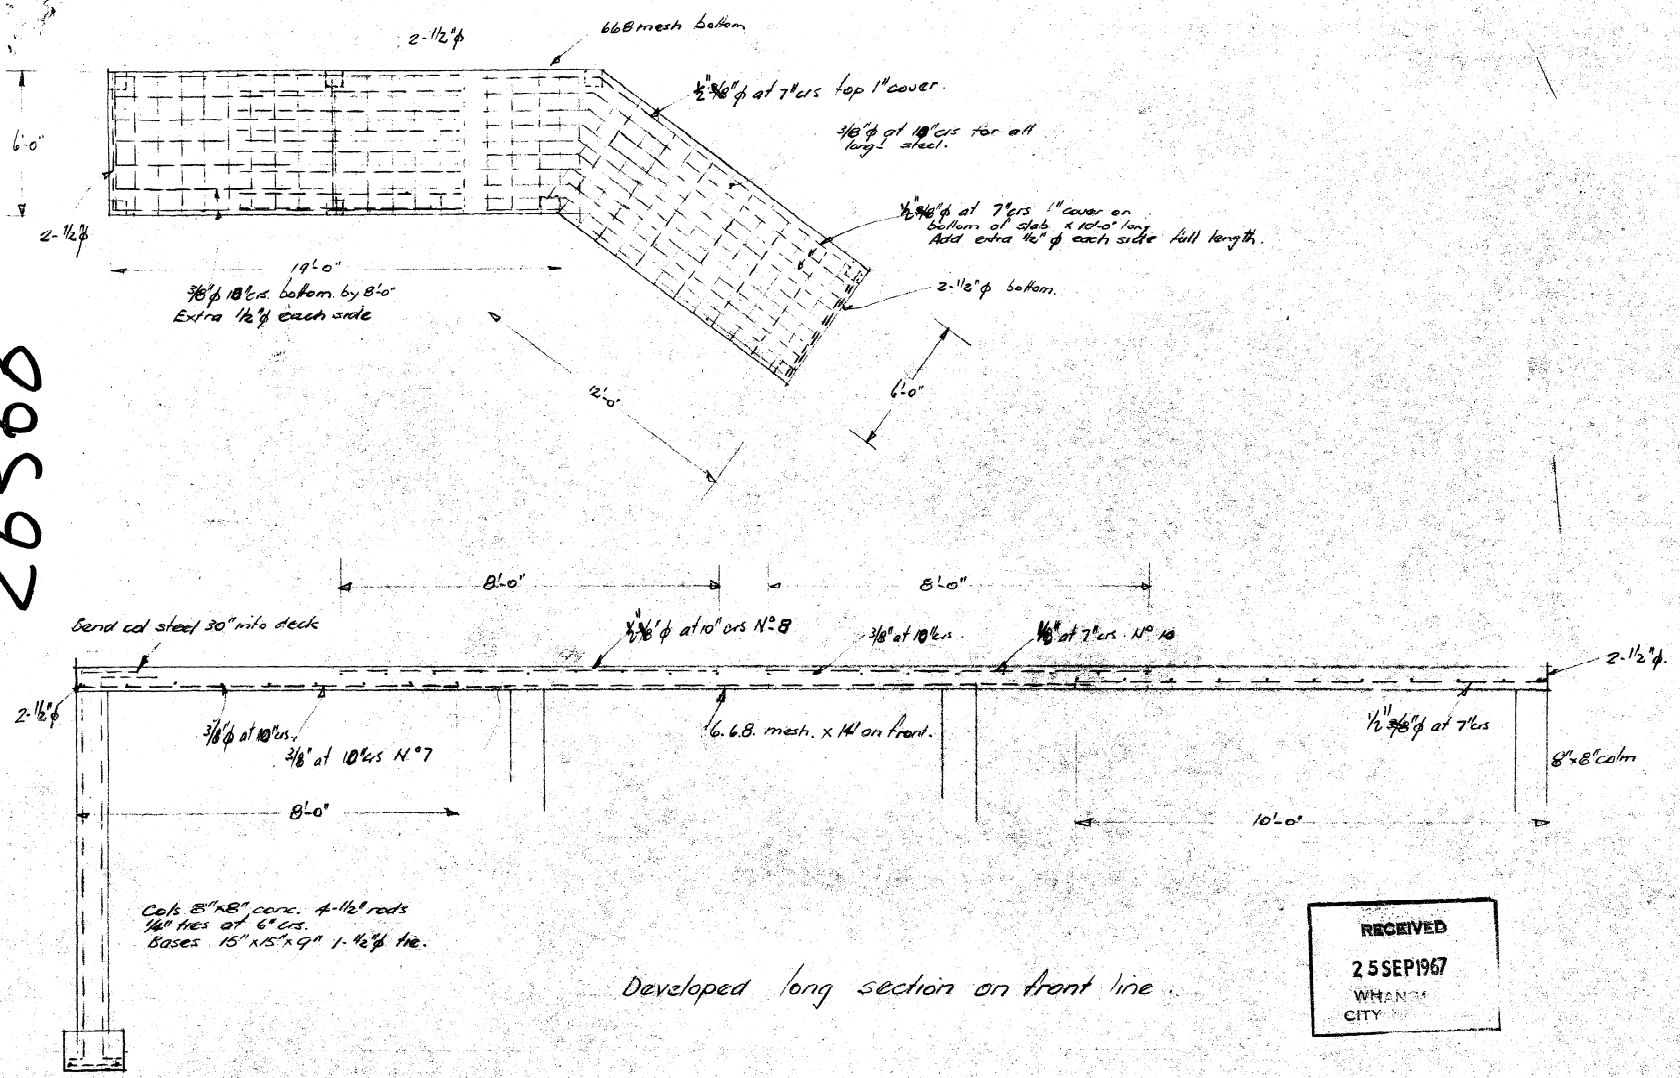 2-1/2"φ
668 mesh bottom
1/2" 3/8"φ at 7"crs top 1"cover.
6'-0"
3/8"φ at 18"crs for all
long! steel.
1/2" 3/8"φ at 7"crs 1"cover on
bottom of slab x 10'-0" long
Add extra 1/2"φ each side full length.
2-1/2"φ
19'-0"
3/8"φ 18"crs. bottom by 8'-0"
Extra 1/2"φ each side
2-1/2"φ bottom.
12'-0"
6'-0"
26560
8'-0"
8'-0"
Bend col steel 30" into deck
1/2" 3/8"φ at 10" crs Nº 8
3/8" at 18"crs.
3/8" at 7"crs Nº 10
2-1/2"φ.
2-1/2"φ
3/8"φ at 18"crs.
3/8" at 10"crs Nº 7
6.6.8. mesh. x 14' on front.
1/2" 3/8"φ at 7"crs
8"x8" colm
8'-0"
10'-0"
Cols 8"x8" conc. 4-1/2" rods
1/4" ties at 6"crs.
Bases 15"x15"x9" 1-1/2"φ tie.
Developed long section on front line.
RECEIVED
25 SEP 1967
CITY